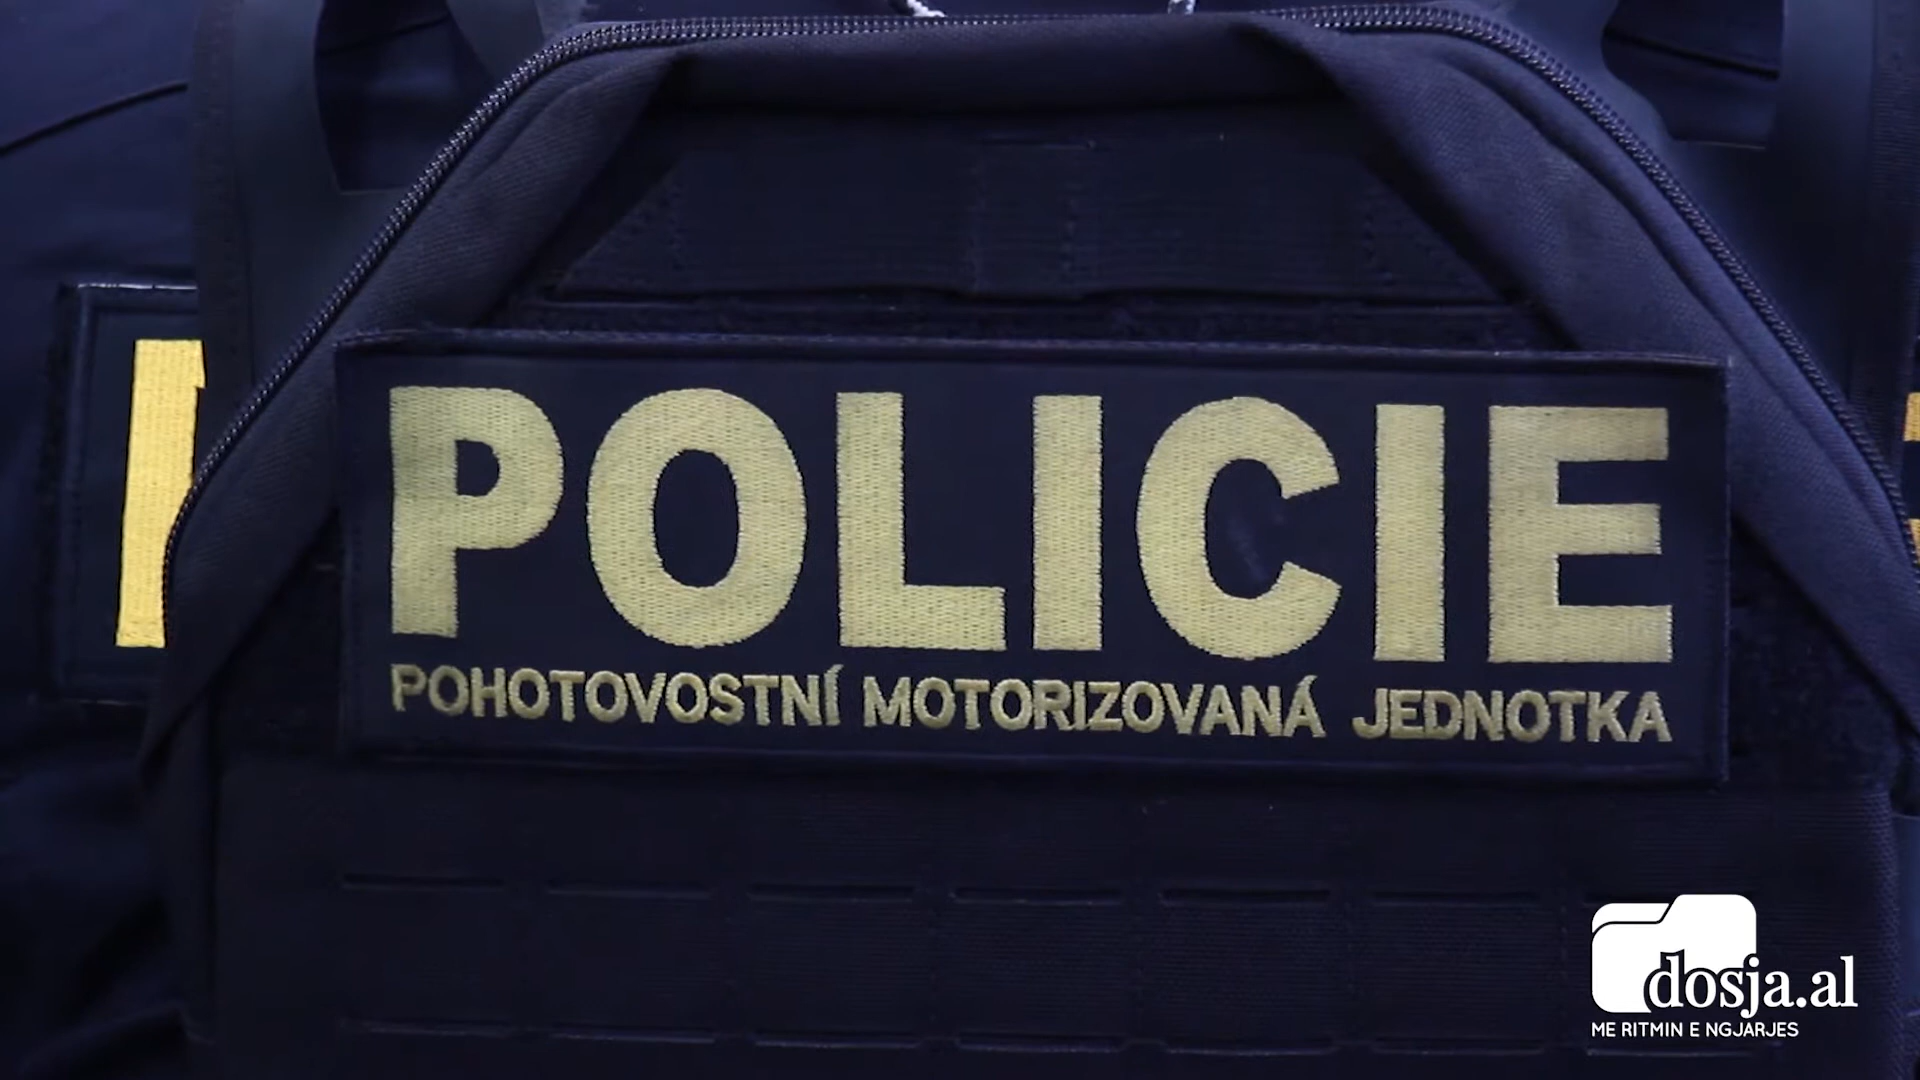 POLICIE
POHOTOVOSTNÍ MOTORIZOVANÁ JEDNOTKA
dosja.al
ME RITMIN E NGJARJES